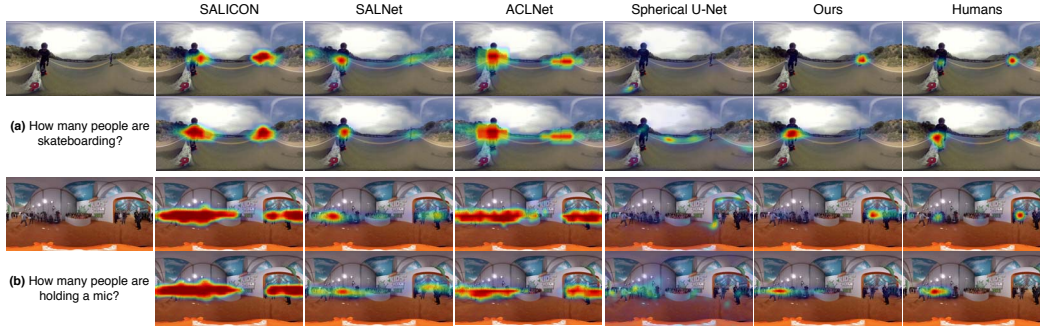 SALICON SALNet ACLNet Spherical U-Net Ours Humans
(a) How many people are
skateboarding?
(b) How many people are
holding a mic?